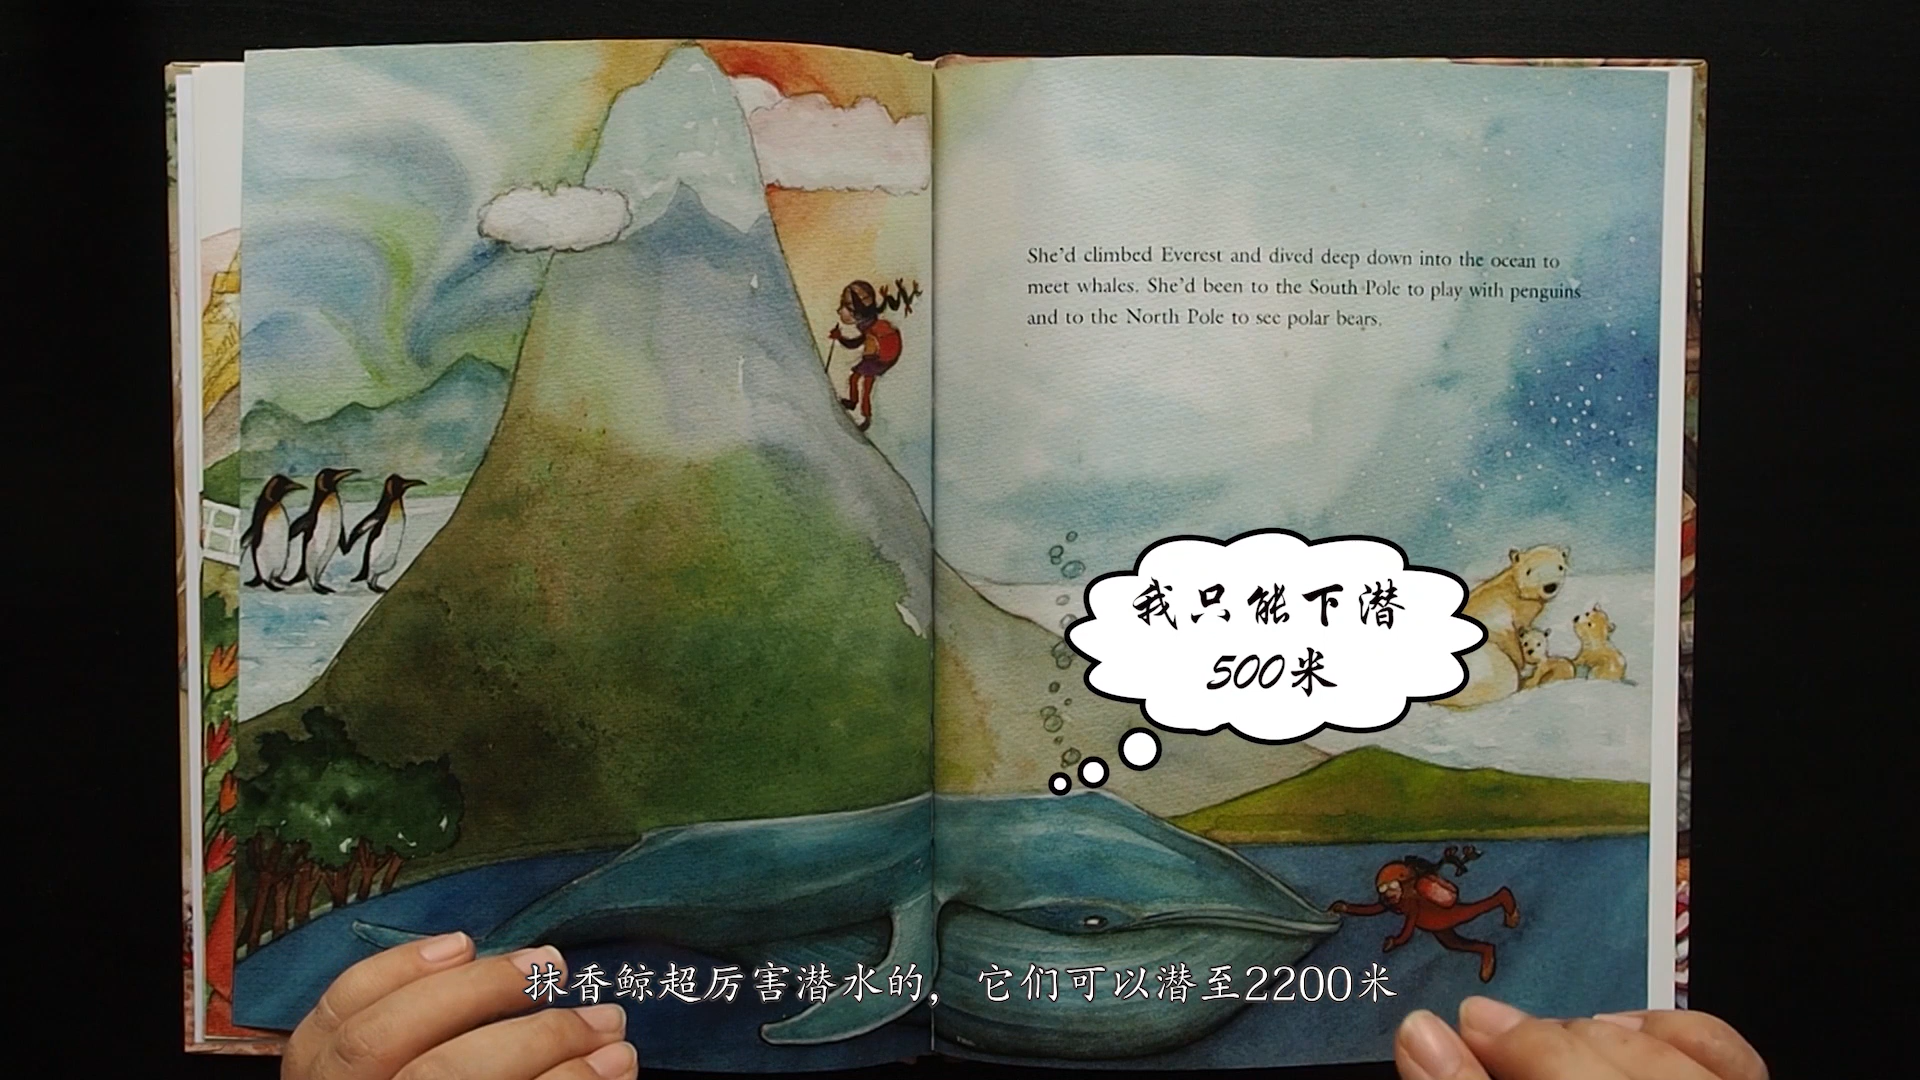 She'd climbed Everest and dived deep down into the ocean to
meet whales. She'd been to the South Pole to play with penguins
and to the North Pole to see polar bears.
我只能下潜
500米
抹香鲸超厉害潜水的，它们可以潜至2200米